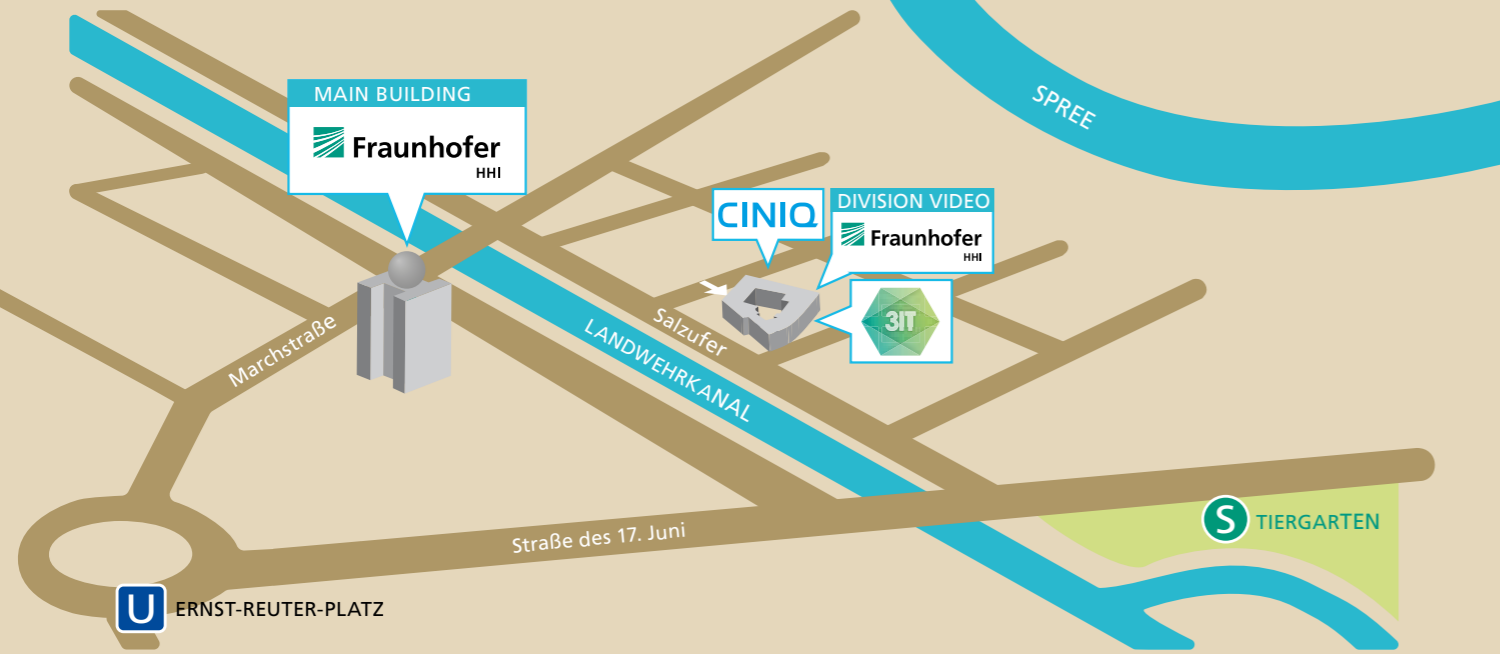 SPREE
MAIN BUILDING
Fraunhofer
HHI
CINIQ
DIVISION VIDEO
Fraunhofer
HHI
3IT
Salzufer
Marchstraße
LANDWEHRKANAL
Straße des 17. Juni
S TIERGARTEN
U ERNST-REUTER-PLATZ